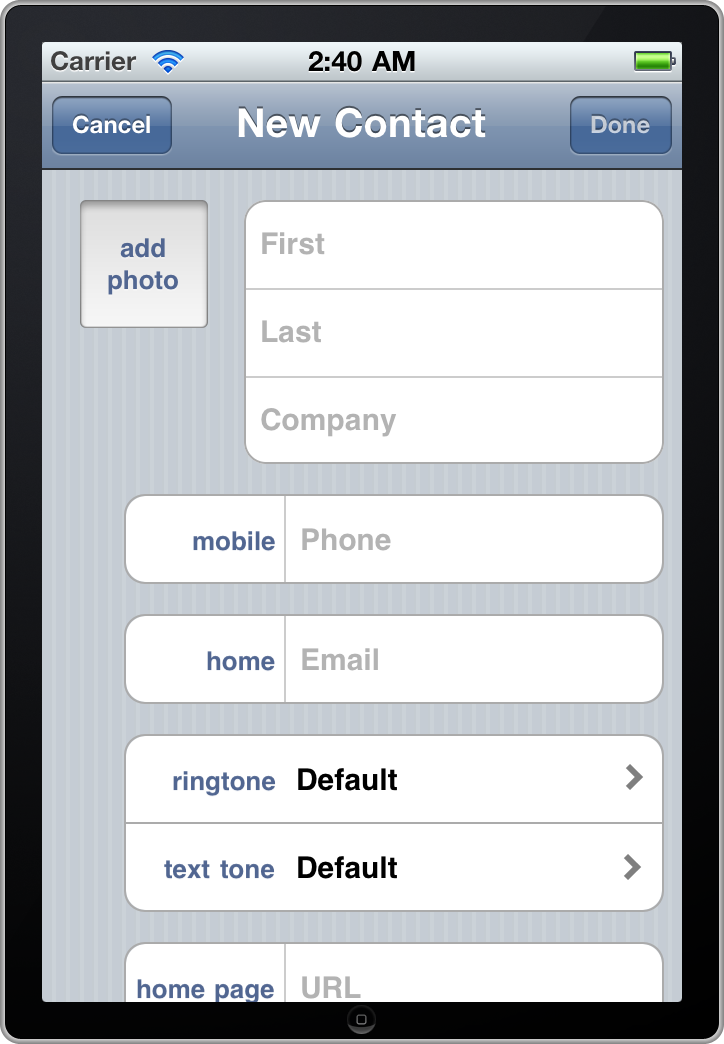 Carrier 2:40 AM
Cancel New Contact Done
add
photo
First
Last
Company
mobile Phone
home Email
ringtone Default
text tone Default
home page URL